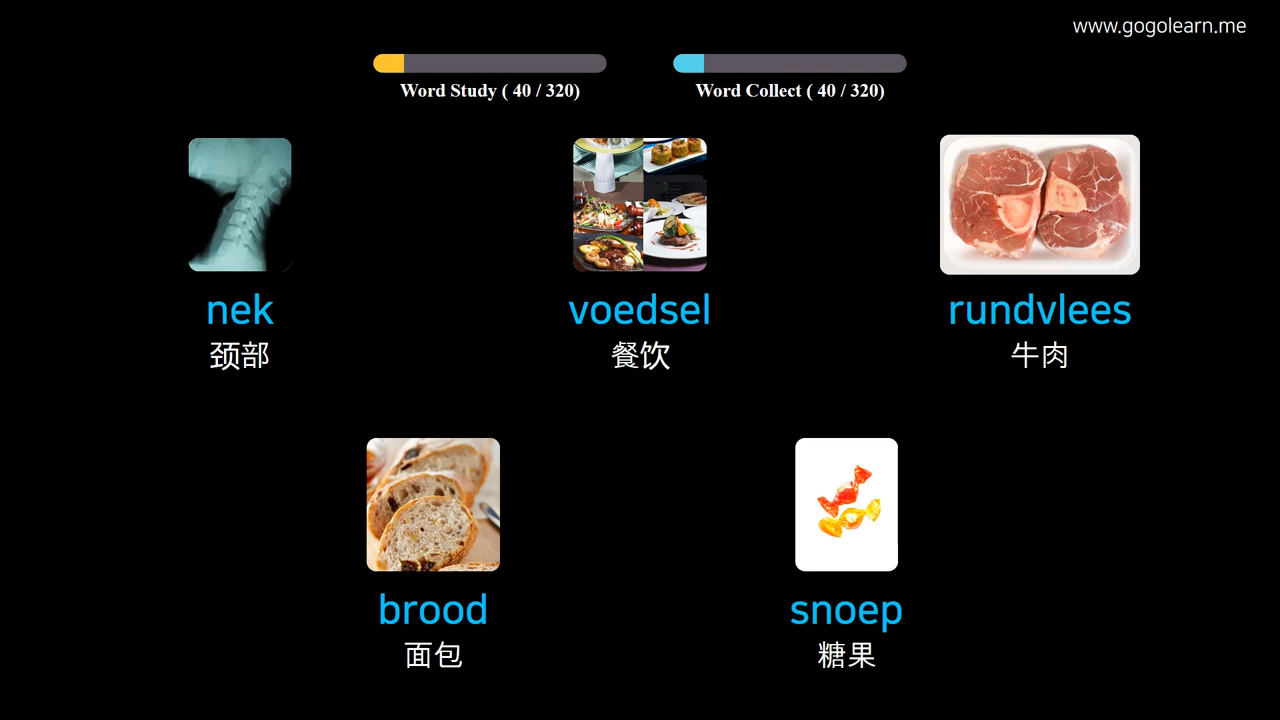 www.gogolearn.me
Word Study ( 40 / 320)
Word Collect ( 40 / 320)
nek
颈部
voedsel
餐饮
rundvlees
牛肉
brood
面包
snoep
糖果